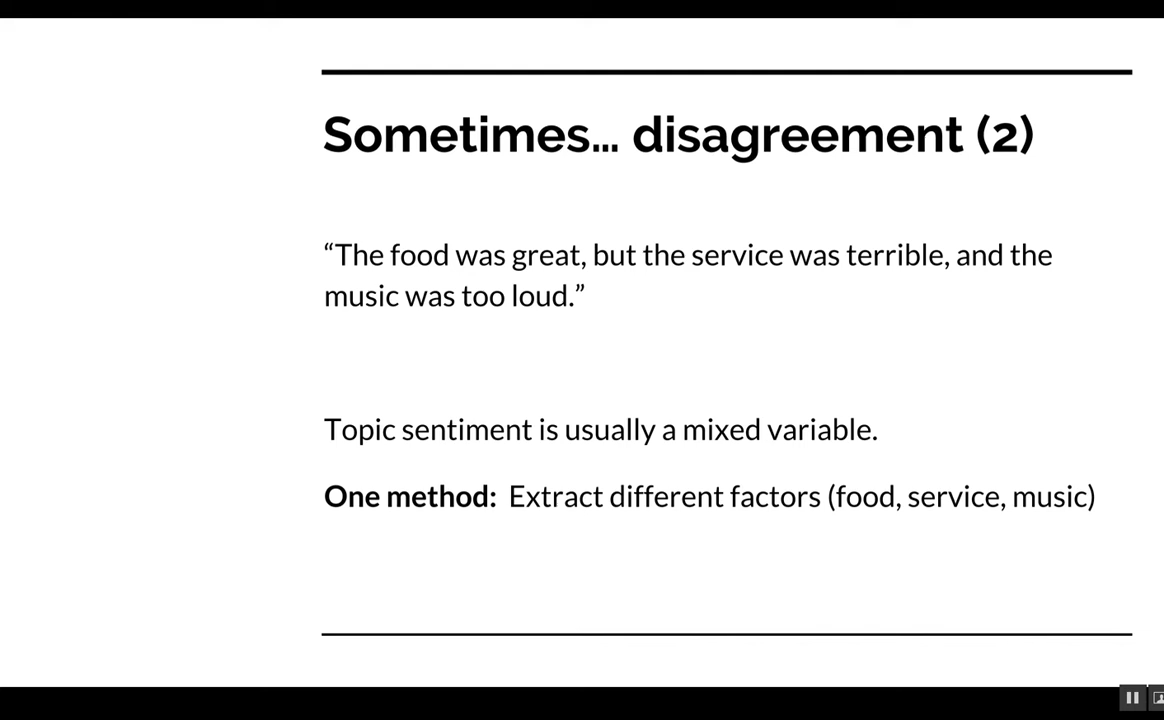 Sometimes... disagreement (2)
“The food was great, but the service was terrible, and the
music was too loud.”
Topic sentiment is usually a mixed variable.
One method: Extract different factors (food, service, music)